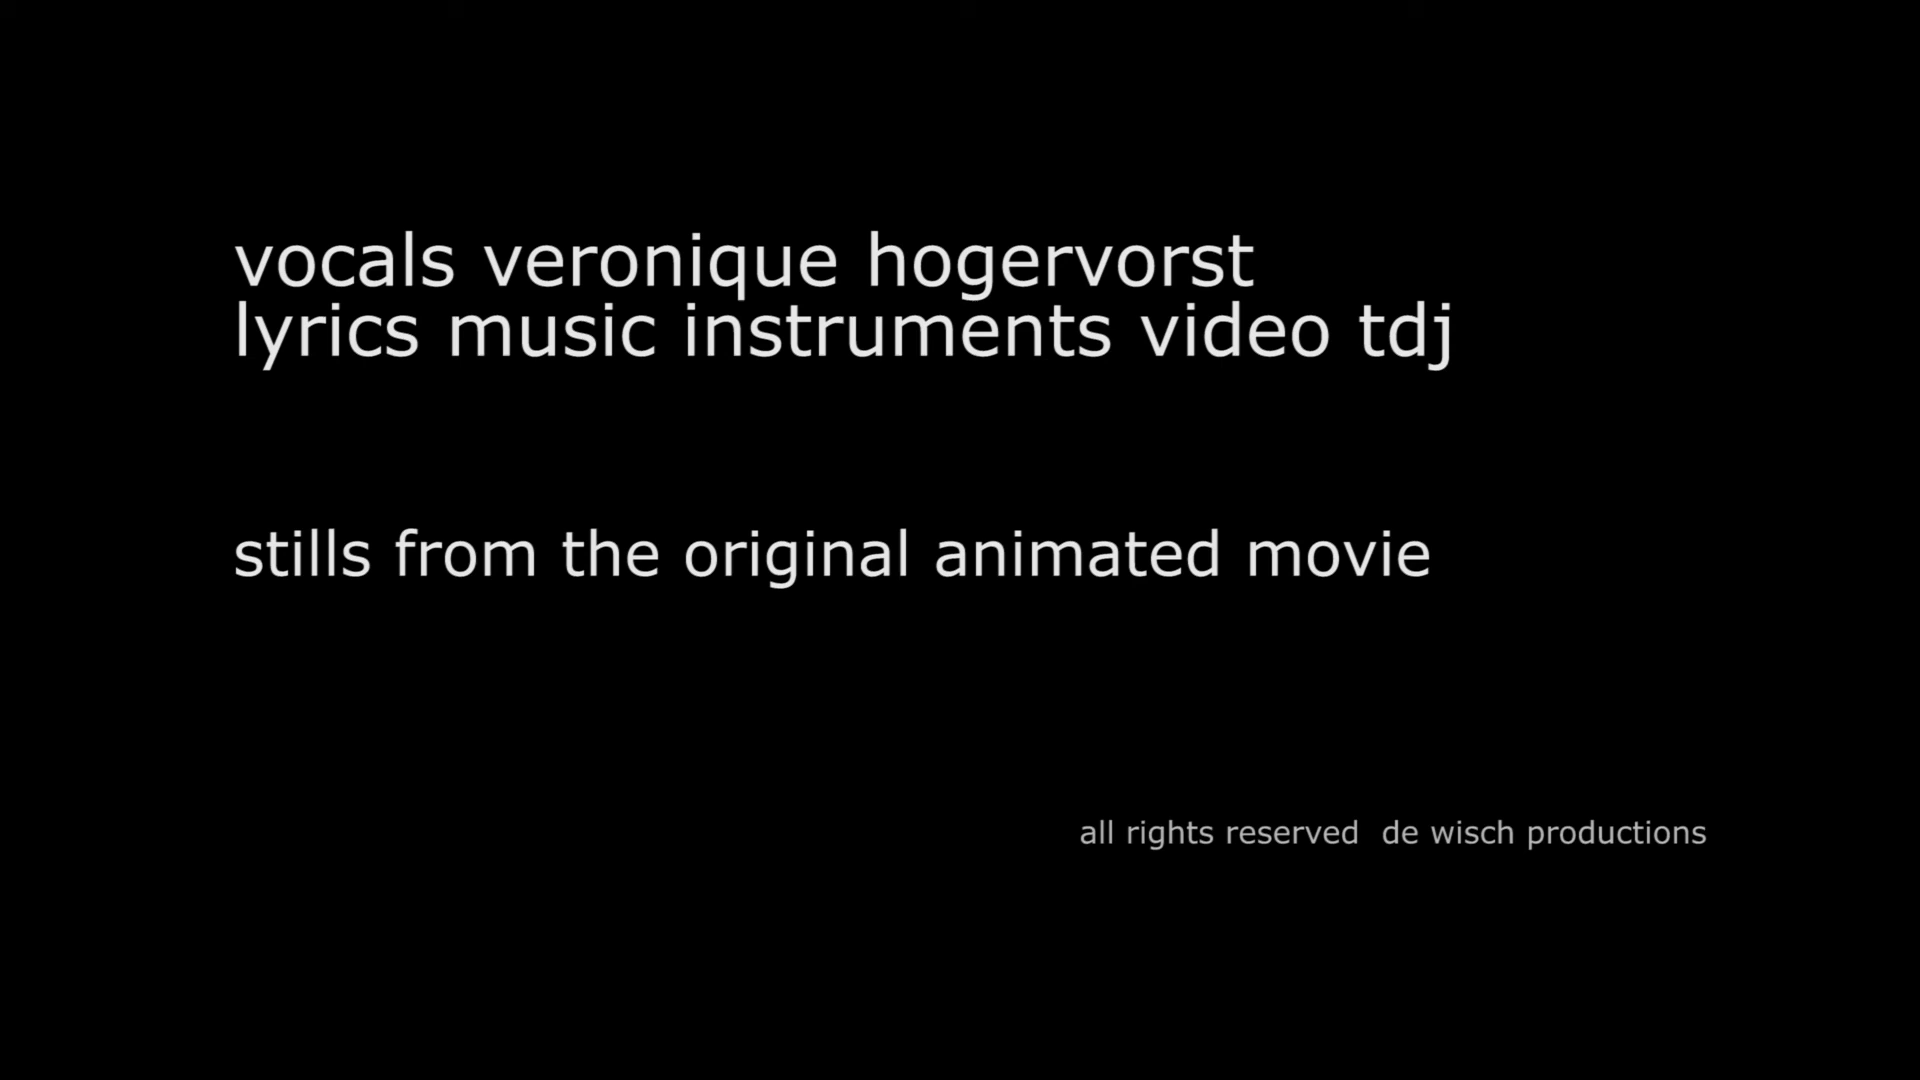 vocals veronique hogervorst
lyrics music instruments video tdj
stills from the original animated movie
all rights reserved  de wisch productions